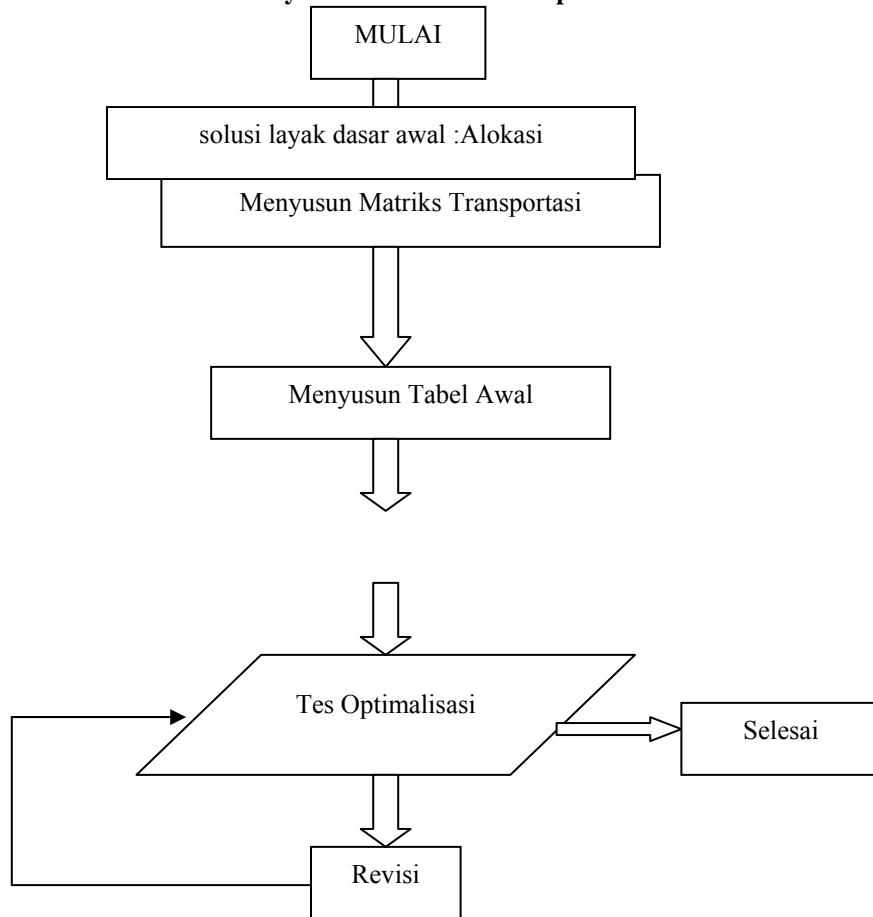 MULAI
solusi layak dasar awal :Alokasi
Menyusun Matriks Transportasi
Menyusun Tabel Awal
Tes Optimalisasi
Selesai
Revisi